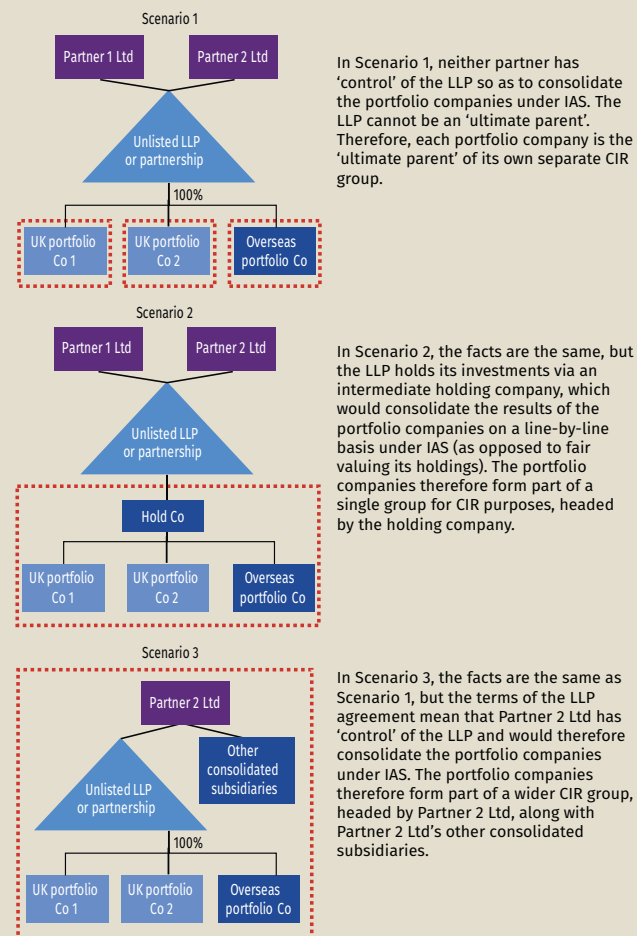 Scenario 1
Partner 1 Ltd
Partner 2 Ltd
Unlisted LLP
or partnership
100%
UK portfolio
Co 1
UK portfolio
Co 2
Overseas
portfolio Co
In Scenario 1, neither partner has
‘control’ of the LLP so as to consolidate
the portfolio companies under IAS. The
LLP cannot be an ‘ultimate parent’.
Therefore, each portfolio company is the
‘ultimate parent’ of its own separate CIR
group.
Scenario 2
Partner 1 Ltd
Partner 2 Ltd
Unlisted LLP
or partnership
Hold Co
UK portfolio
Co 1
UK portfolio
Co 2
Overseas
portfolio Co
In Scenario 2, the facts are the same, but
the LLP holds its investments via an
intermediate holding company, which
would consolidate the results of the
portfolio companies on a line-by-line
basis under IAS (as opposed to fair
valuing its holdings). The portfolio
companies therefore form part of a
single group for CIR purposes, headed
by the holding company.
Scenario 3
Partner 2 Ltd
Other
consolidated
subsidiaries
Unlisted LLP
or partnership
100%
UK portfolio
Co 1
UK portfolio
Co 2
Overseas
portfolio Co
In Scenario 3, the facts are the same as
Scenario 1, but the terms of the LLP
agreement mean that Partner 2 Ltd has
‘control’ of the LLP and would therefore
consolidate the portfolio companies
under IAS. The portfolio companies
therefore form part of a wider CIR group,
headed by Partner 2 Ltd, along with
Partner 2 Ltd’s other consolidated
subsidiaries.